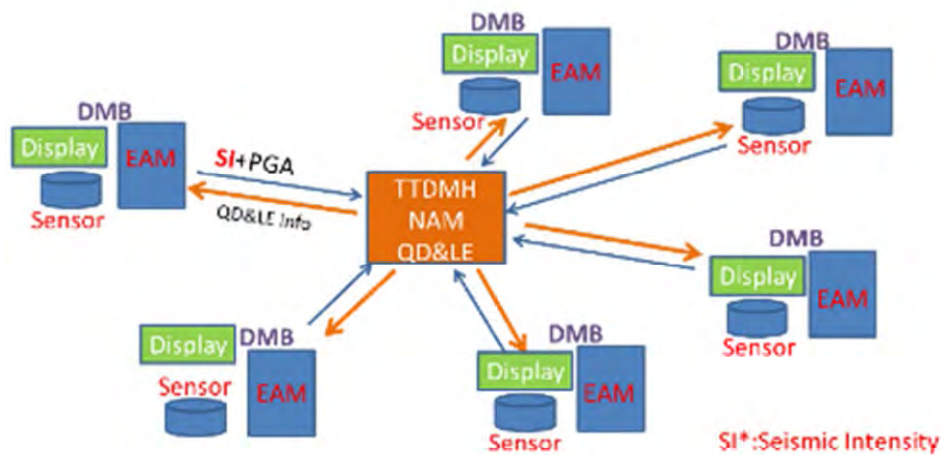 DMB
Display
EAM
Sensor
DMB
Display
EAM
Sensor
DMB
Display
EAM
Sensor
SI+PGA
QD&LE Info
TTDMH
NAM
QD&LE
DMB
Display
EAM
Sensor
DMB
Display
Sensor
EAM
DMB
Display
EAM
Sensor
SI*:Seismic Intensity